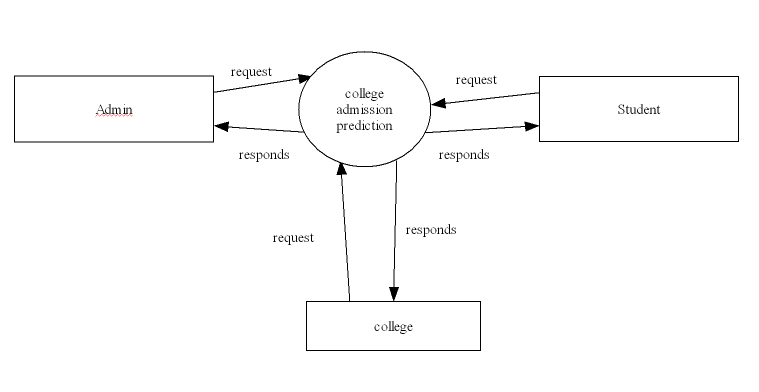 request
request
Admin
college
admission
prediction
Student
responds
responds
request
responds
college